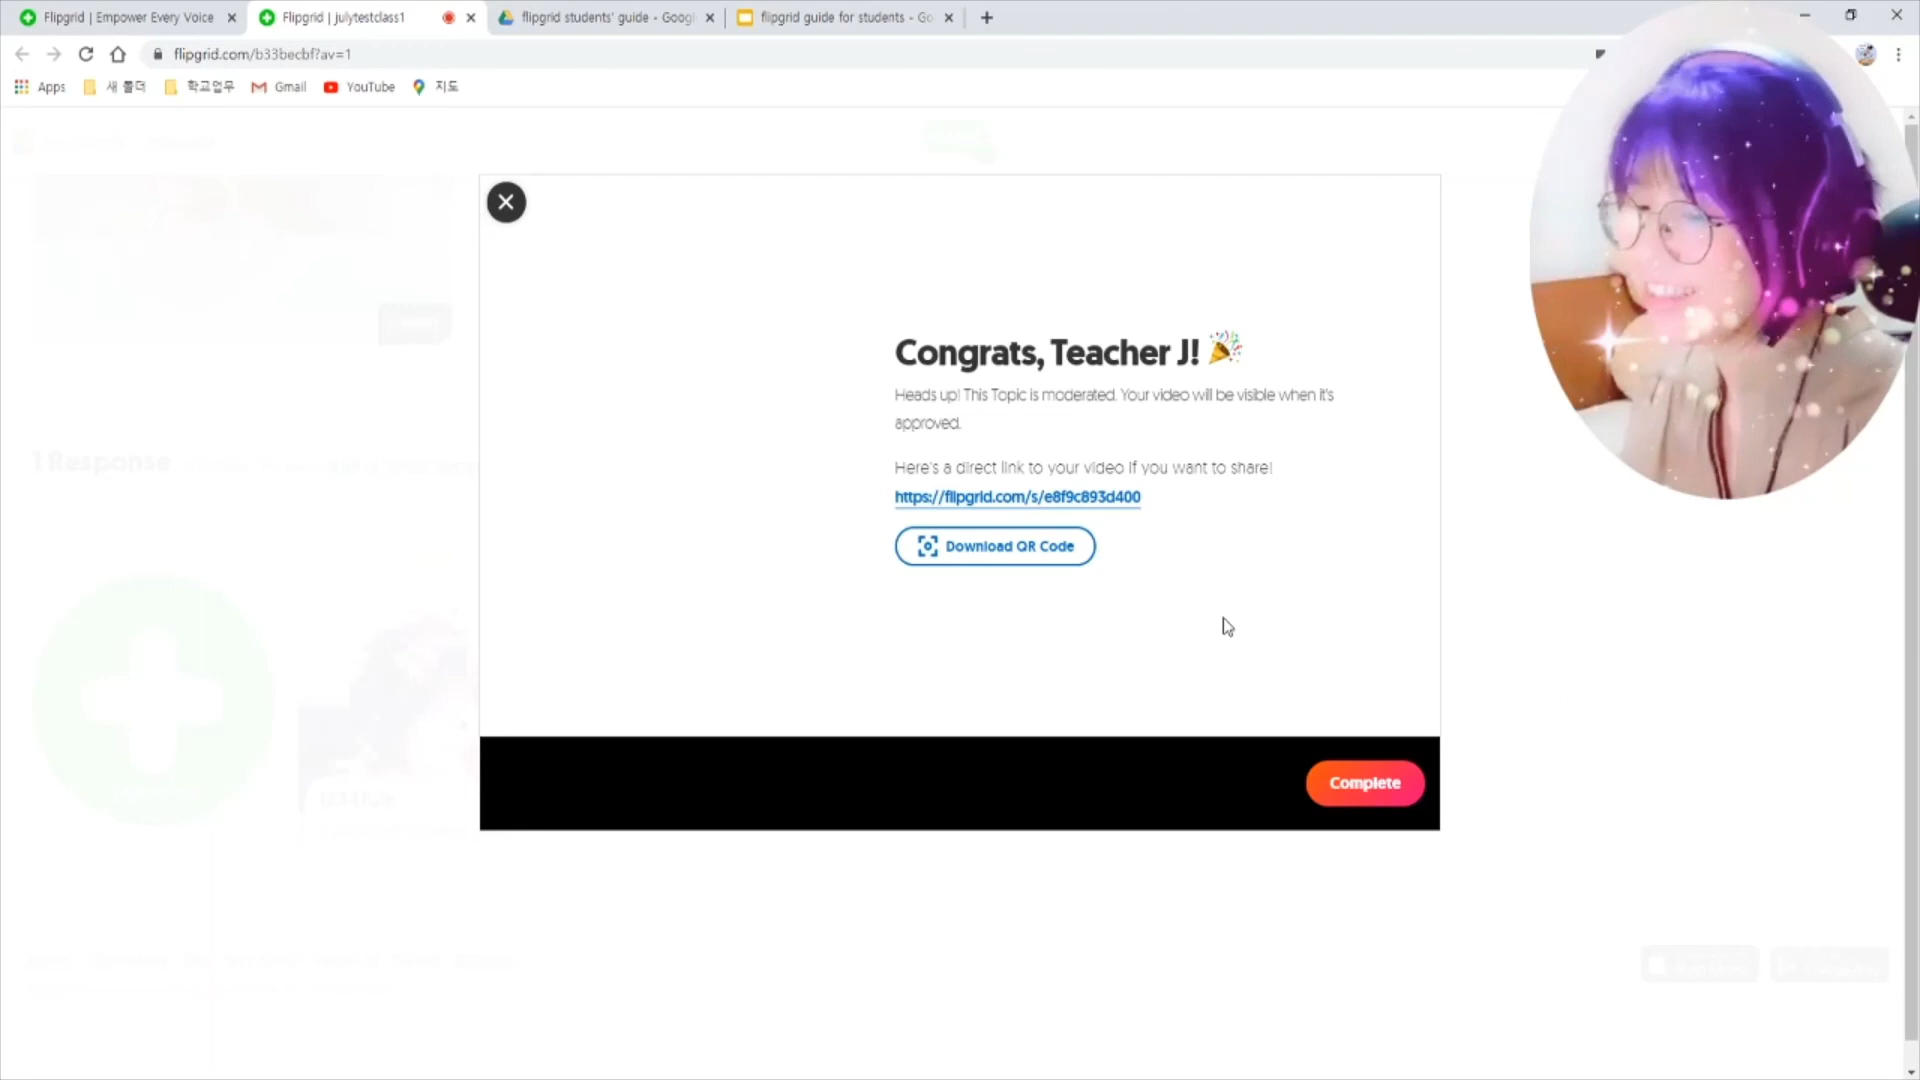 Flipgrid | Empower Every Voice
Flipgrid | julytestclass1
flipgrid students' guide - Googl
flipgrid guide for students - Go
flipgrid.com/b33becbf?av=1
Apps
새 폴더
학교업무
Gmail
YouTube
지도
Congrats, Teacher J!
Heads up! This Topic is moderated. Your video will be visible when it's
approved.
Here's a direct link to your video if you want to share!
https://flipgrid.com/s/e8f9c893d400
Download QR Code
1 Response
Complete